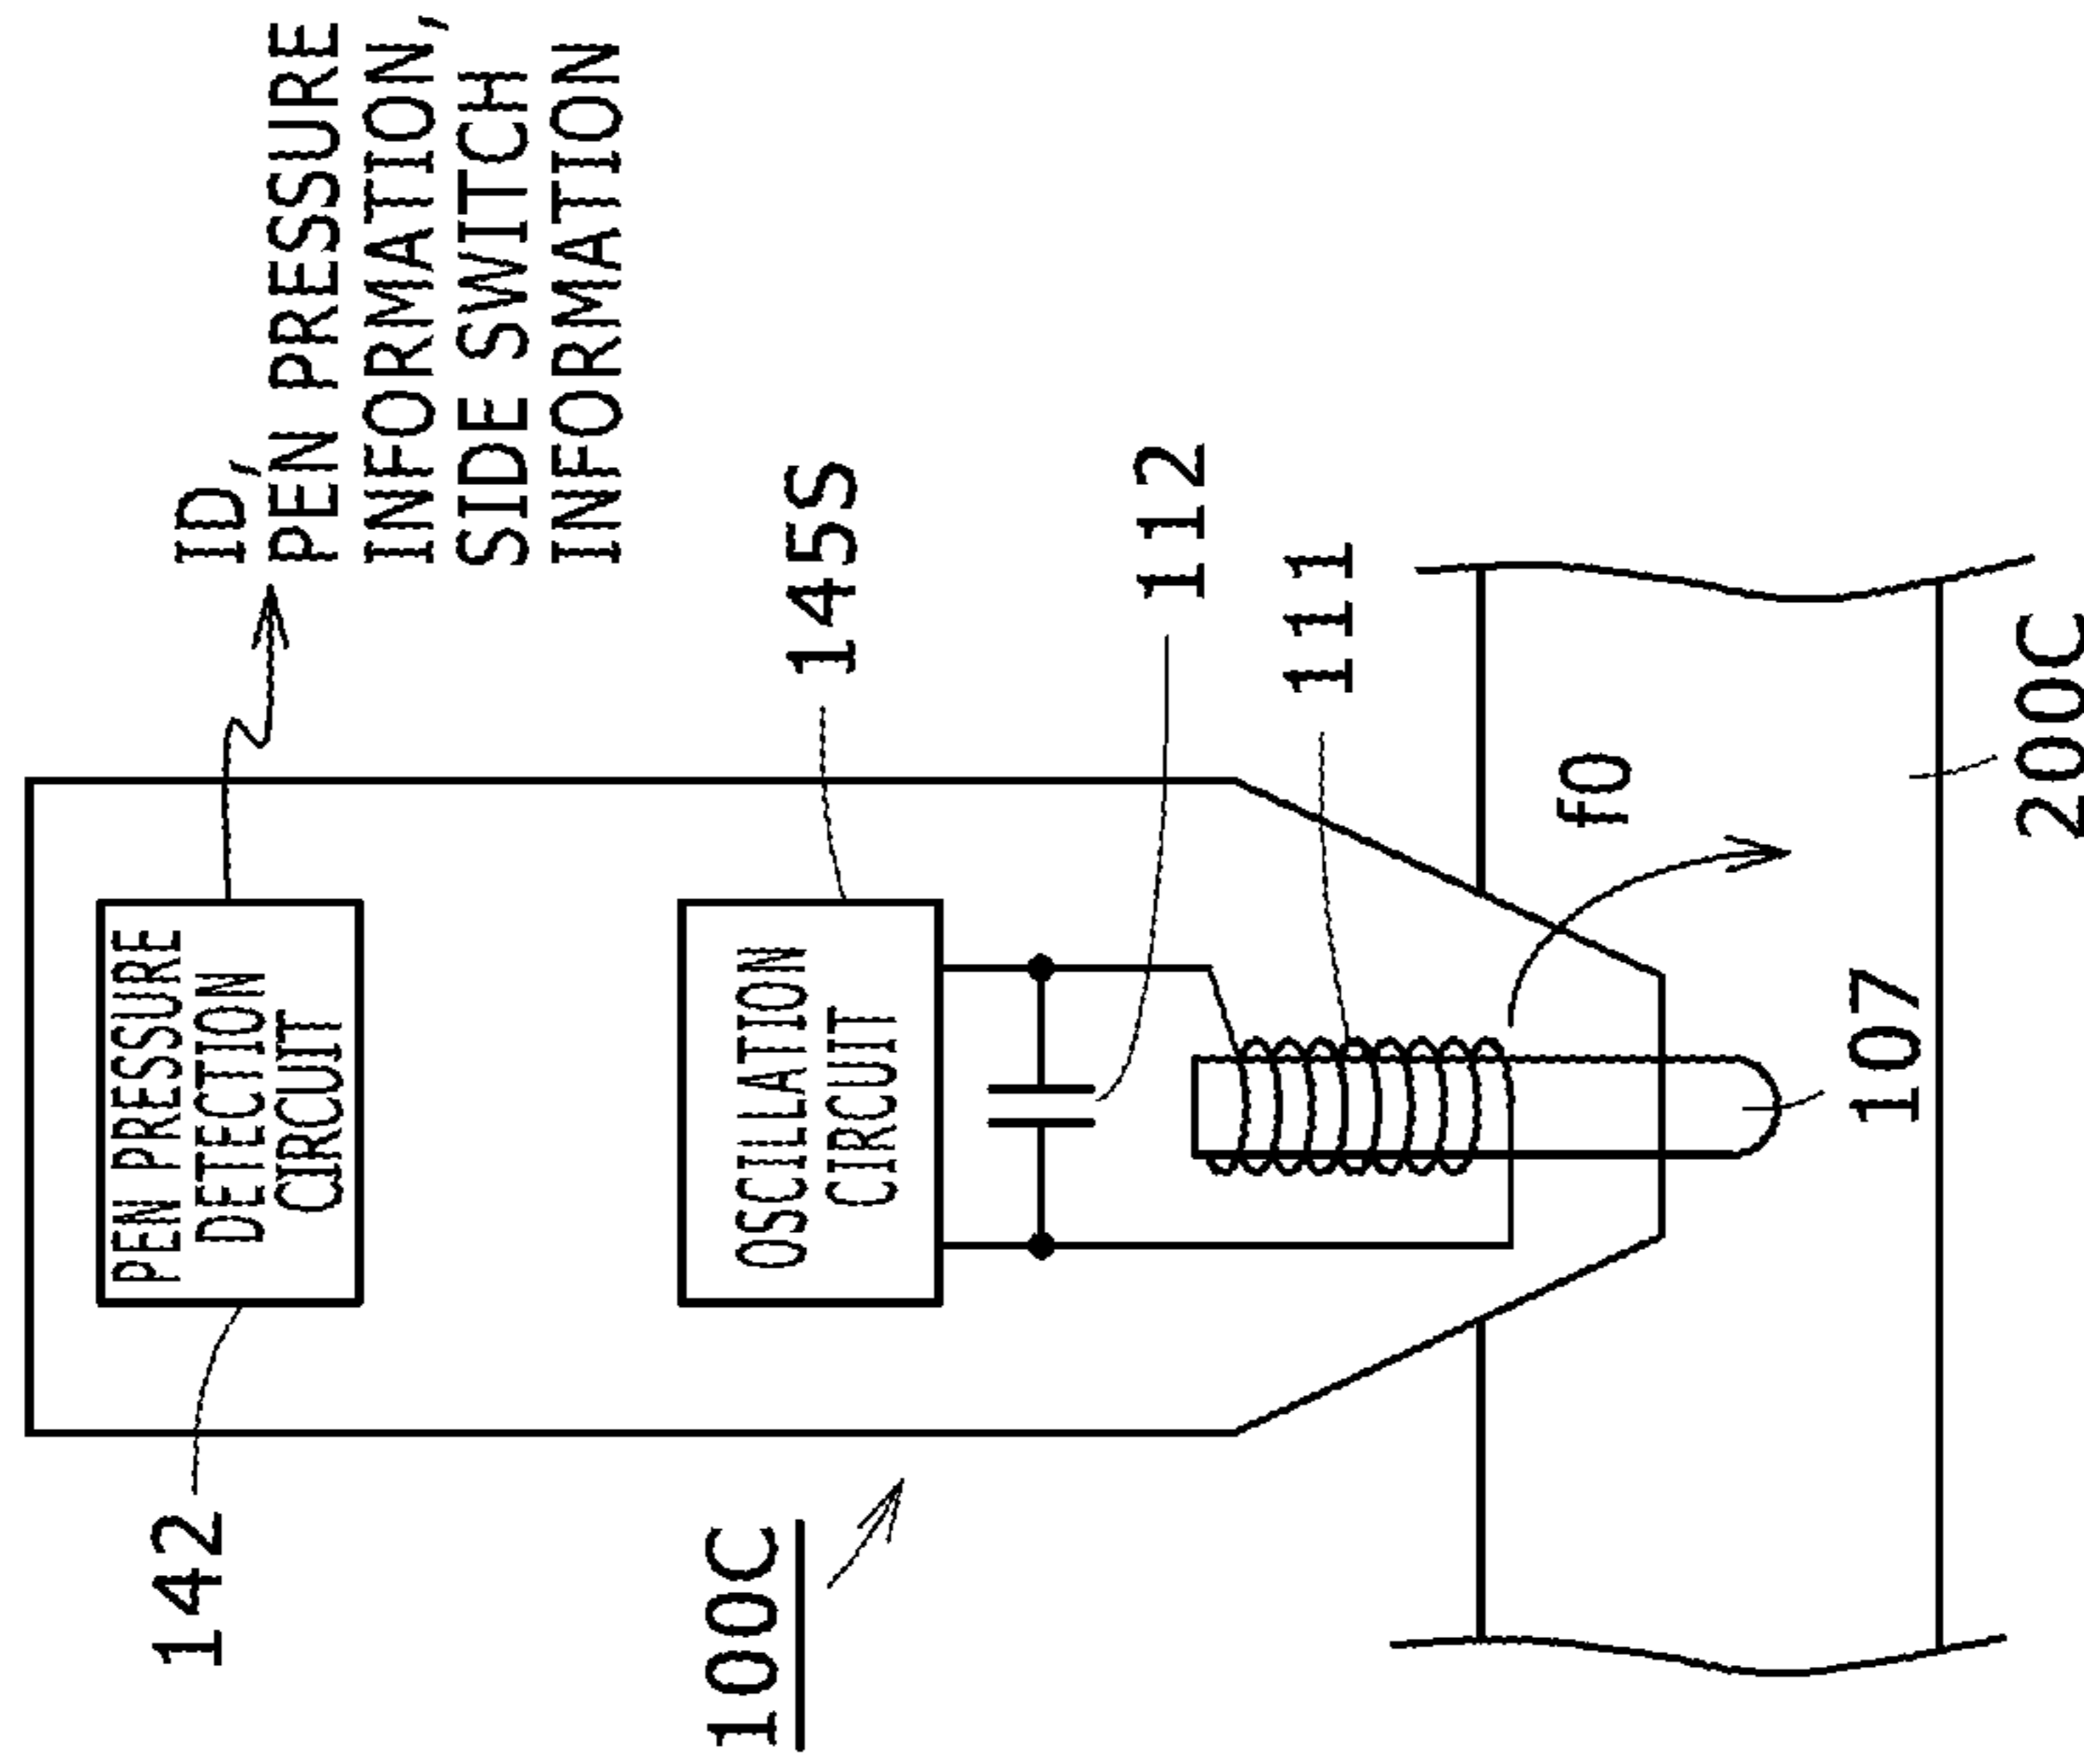 ID,
PEN PRESSURE
INFORMATION,
SIDE SWITCH
INFORMATION
142
PEN PRESSURE
DETECTION
CIRCUIT
100C
OSCILLATION
CIRCUIT
145S
112
111
f0
107
200C